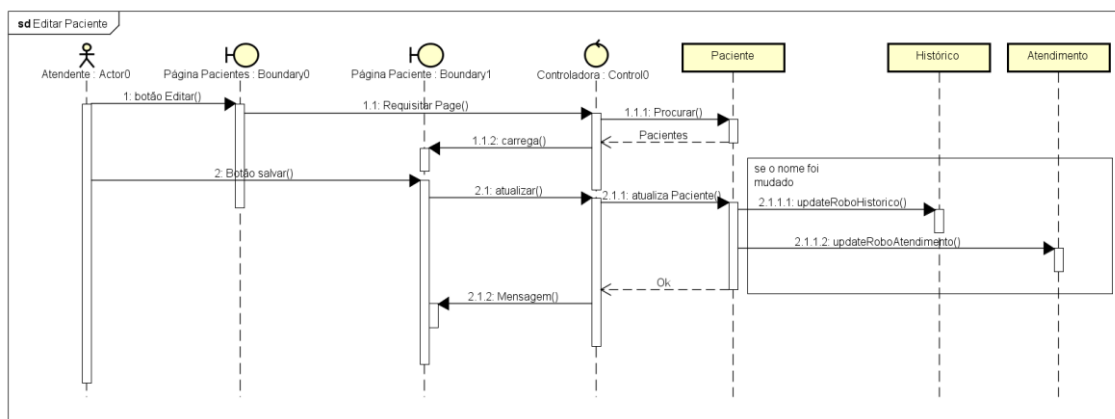 sd Editar Paciente
Atendente : Actor0
Página Pacientes : Boundary0
Página Paciente : Boundary1
Controladora : Control0
Paciente
Histórico
Atendimento
1: botão Editar()
1.1: Requisitar Page()
1.1.1: Procurar()
Pacientes
1.1.2: carrega()
se o nome foi
mudado
2: Botão salvar()
2.1: atualizar()
2.1.1: atualiza Paciente()
2.1.1.1: updateRoboHistorico()
2.1.1.2: updateRoboAtendimento()
Ok
2.1.2: Mensagem()